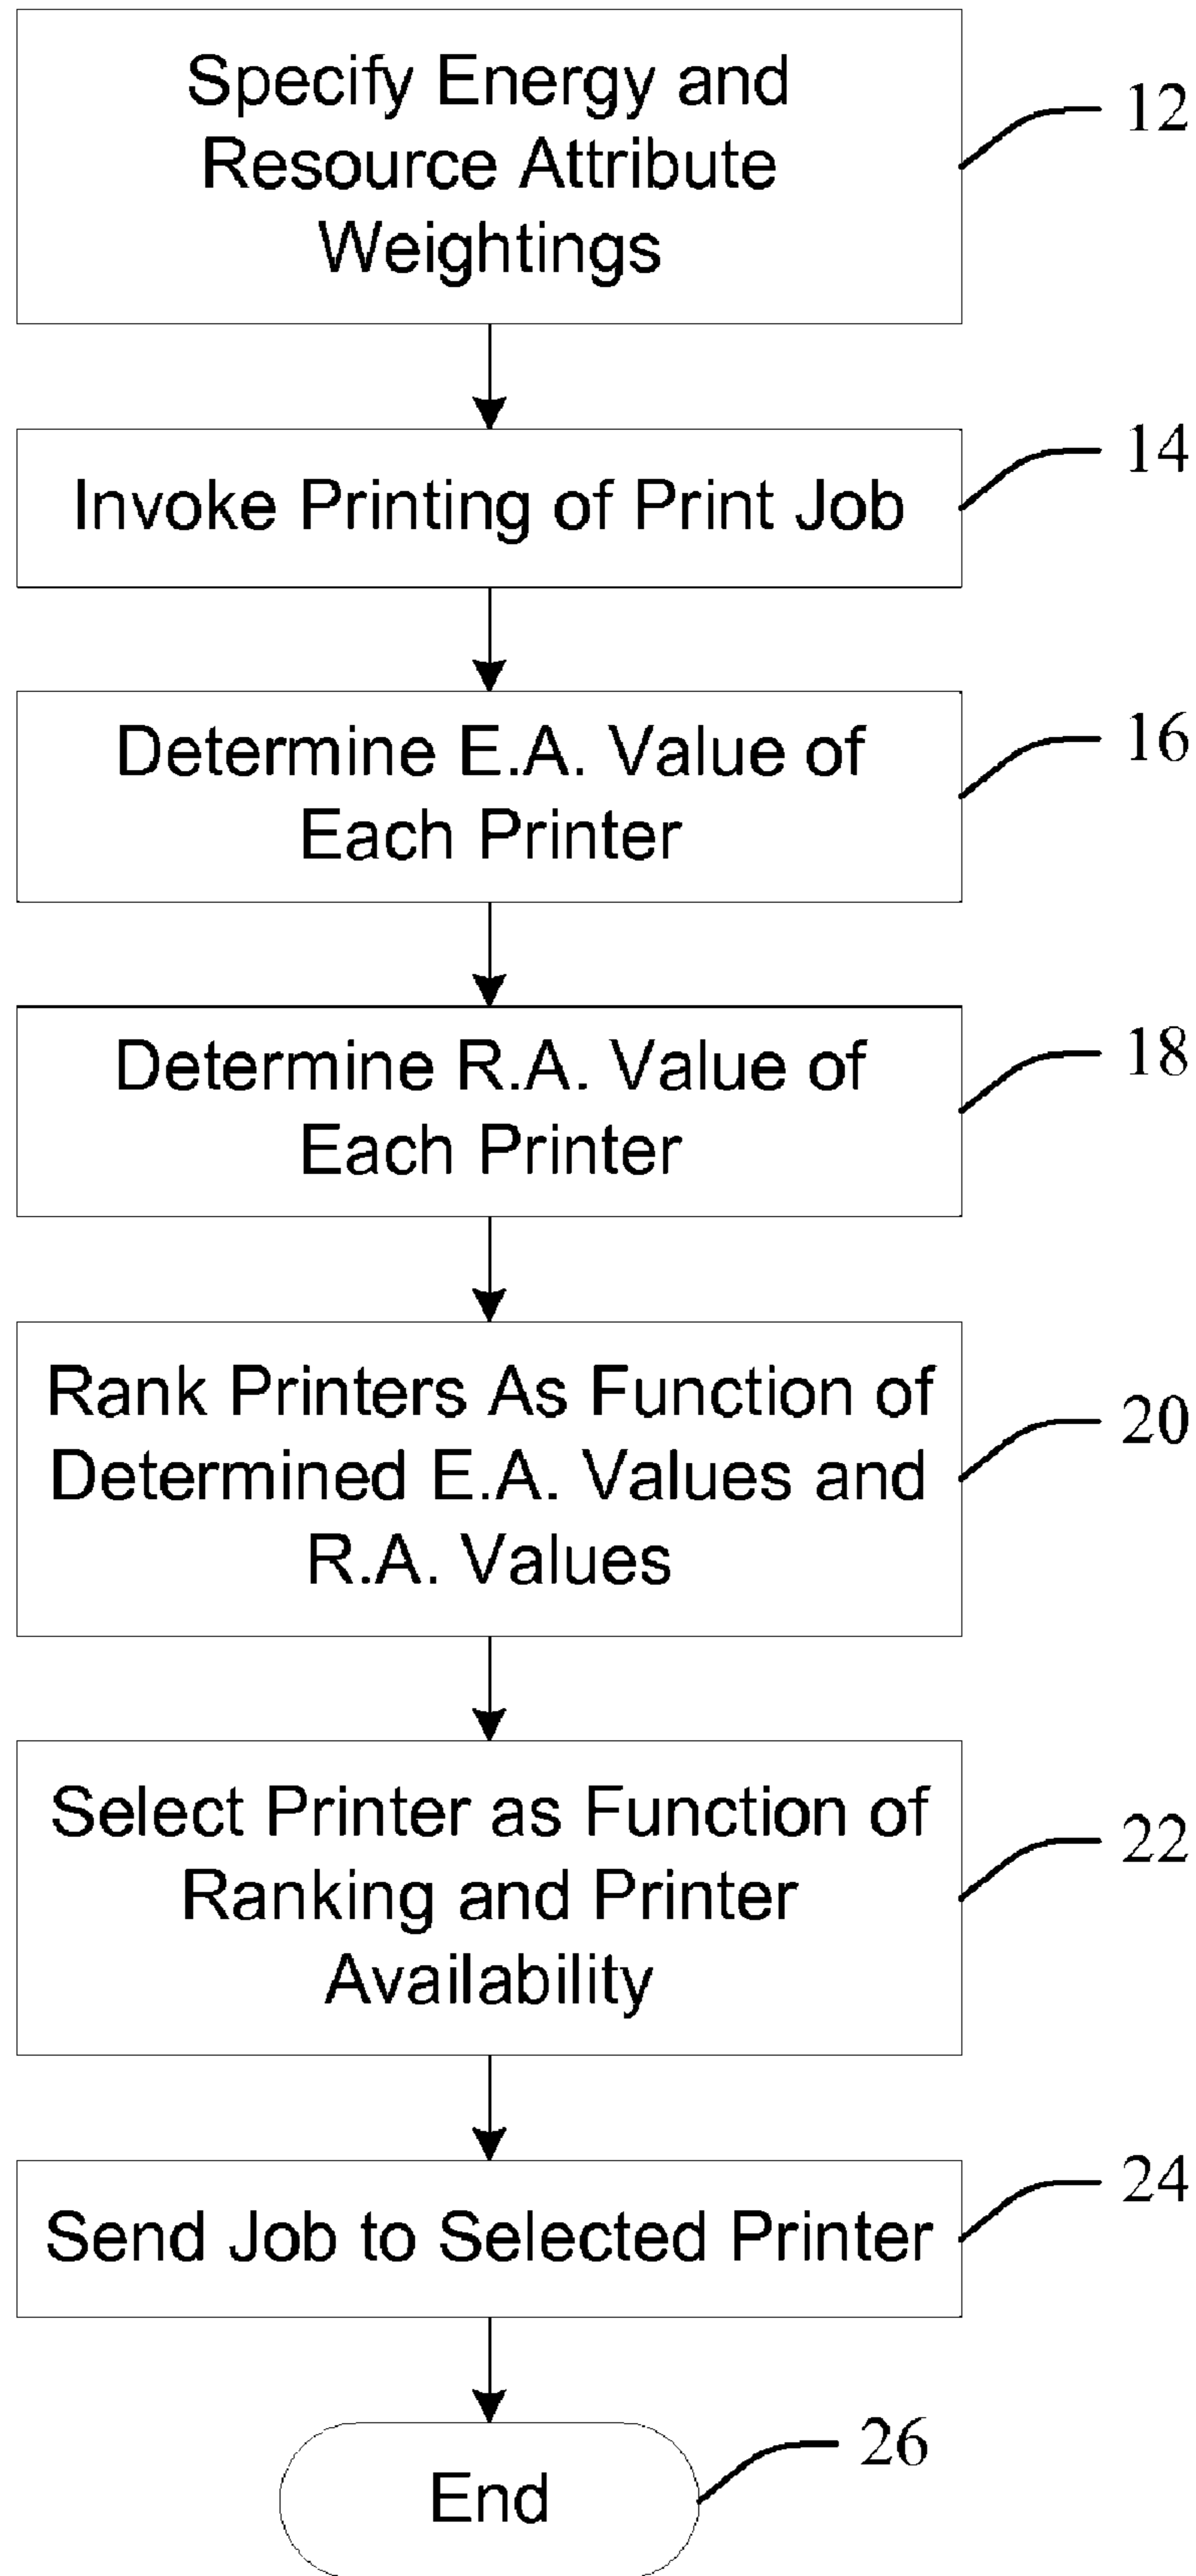 Specify Energy and
Resource Attribute
Weightings
12
Invoke Printing of Print Job
14
Determine E.A. Value of
Each Printer
16
Determine R.A. Value of
Each Printer
18
Rank Printers As Function of
Determined E.A. Values and
R.A. Values
20
Select Printer as Function of
Ranking and Printer
Availability
22
Send Job to Selected Printer
24
End
26